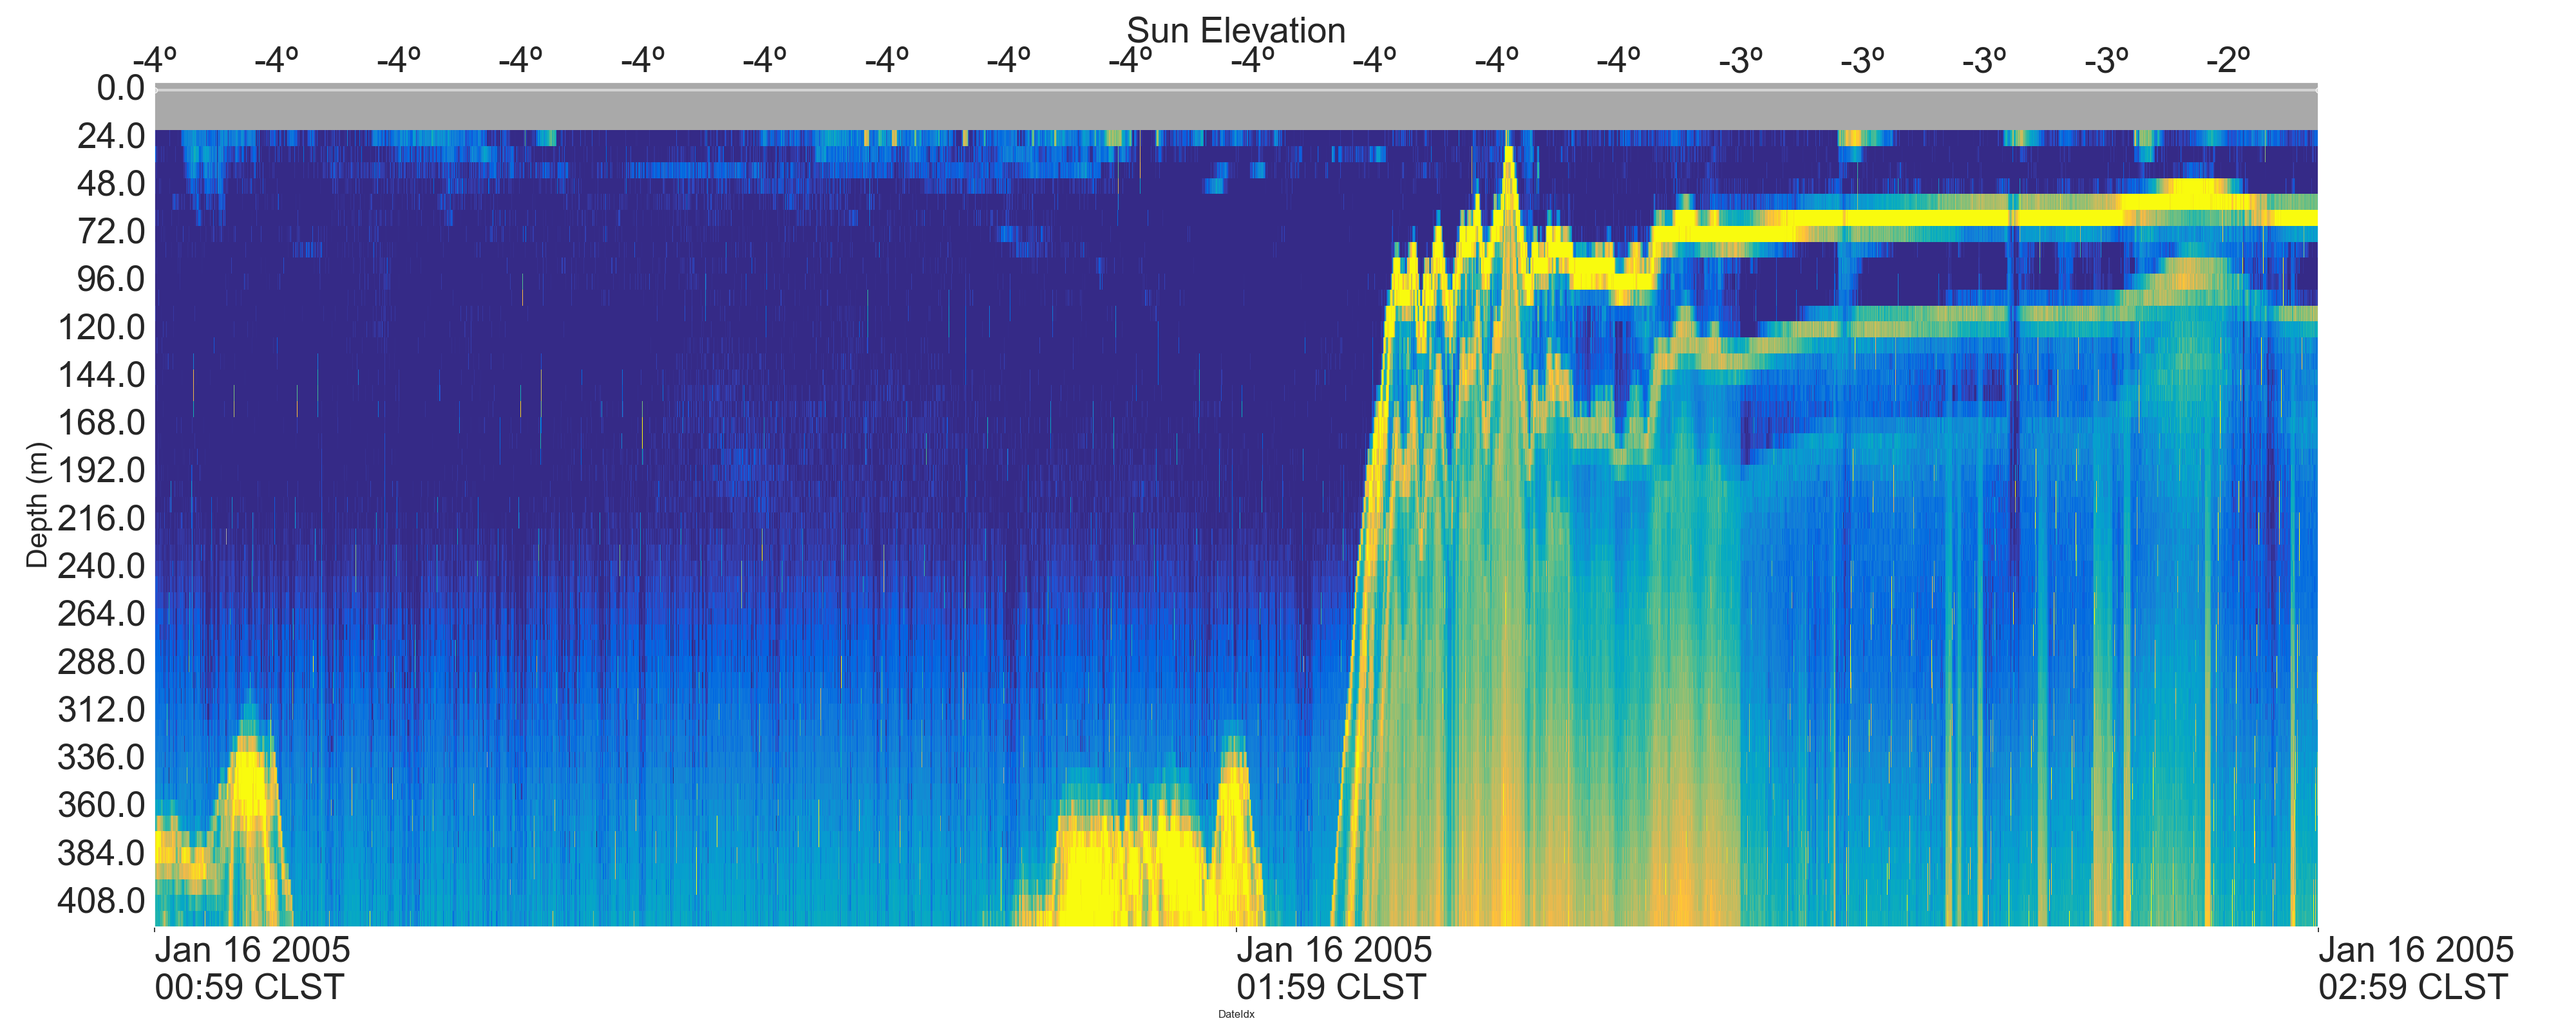 Sun Elevation
-4º -4º -4º -4º -4º -4º -4º -4º -4º -4º -4º -4º -4º -3º -3º -3º -3º -2º
0.0
24.0
48.0
72.0
96.0
120.0
144.0
168.0
192.0
216.0
240.0
264.0
288.0
312.0
336.0
360.0
384.0
408.0
Depth (m)
Jan 16 2005
00:59 CLST
Jan 16 2005
01:59 CLST
Jan 16 2005
02:59 CLST
DateIdx